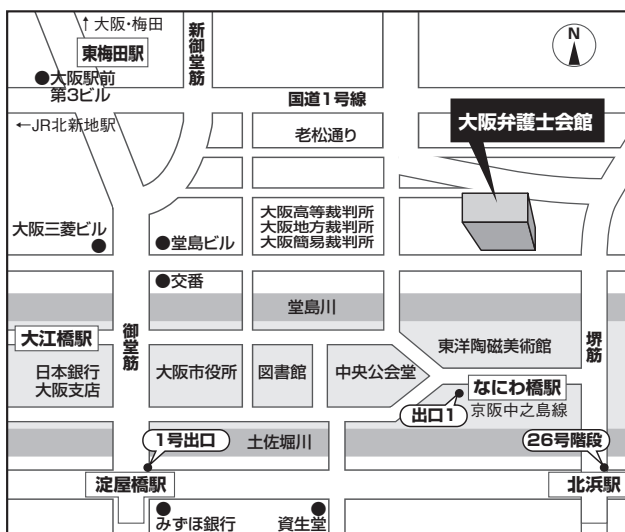 ↑大阪・梅田
東梅田駅
新御堂筋
N
●大阪駅前
第3ビル
国道1号線
←JR北新地駅
老松通り
大阪弁護士会館
大阪三菱ビル
●堂島ビル
大阪高等裁判所
大阪地方裁判所
大阪簡易裁判所
●交番
堂島川
大江橋駅
御堂筋
堺筋
東洋陶磁美術館
日本銀行
大阪支店
大阪市役所
図書館
中央公会堂
なにわ橋駅
京阪中之島線
出口1
1号出口
土佐堀川
26号階段
淀屋橋駅
北浜駅
みずほ銀行
資生堂